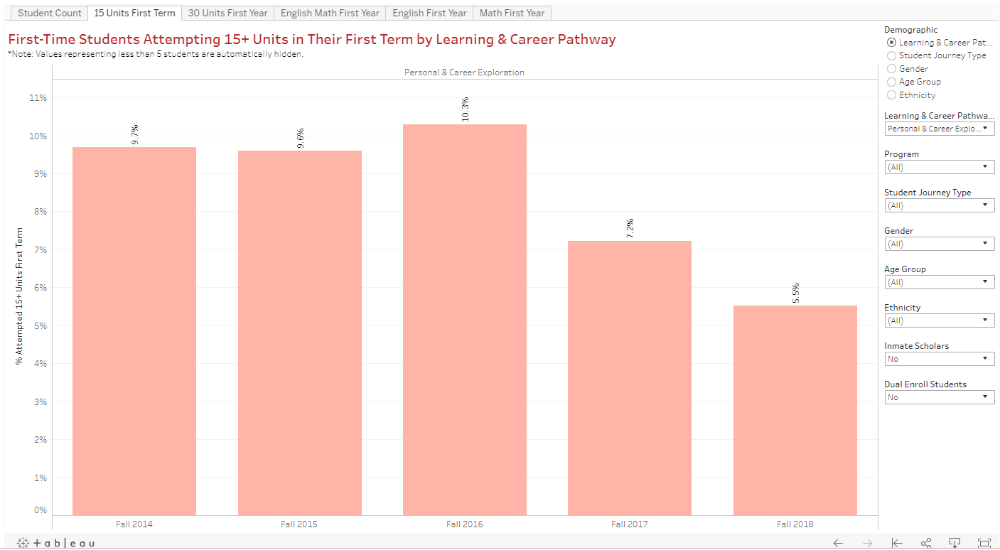 Student Count
15 Units First Term
30 Units First Year
English Math First Year
English First Year
Math First Year
First-Time Students Attempting 15+ Units in Their First Term by Learning & Career Pathway
*Note: Values representing less than 5 students are automatically hidden.
Personal & Career Exploration
% Attempted 15+ Units First Term
11%
10%
9%
8%
7%
6%
5%
4%
3%
2%
1%
0%
9.7%
9.6%
10.3%
7.2%
5.5%
Fall 2014
Fall 2015
Fall 2016
Fall 2017
Fall 2018
Demographic
Learning & Career Pat...
Student Journey Type
Gender
Age Group
Ethnicity
Learning & Career Pathwa...
Personal & Career Explo...
Program
(All)
Student Journey Type
(All)
Gender
(All)
Age Group
(All)
Ethnicity
(All)
Inmate Scholars
No
Dual Enroll Students
No
+ableau